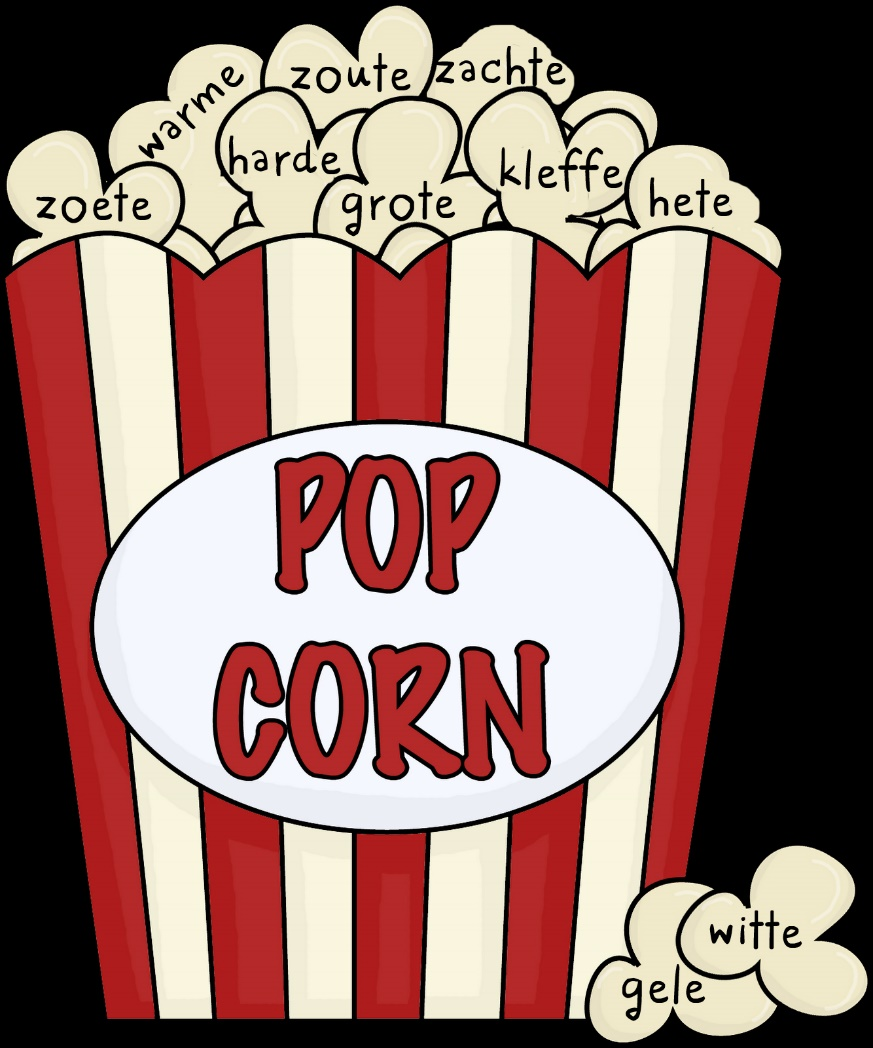 warme
zoute
zachte
harde
kleffe
zoete
grote
hete
POP
CORN
witte
gele